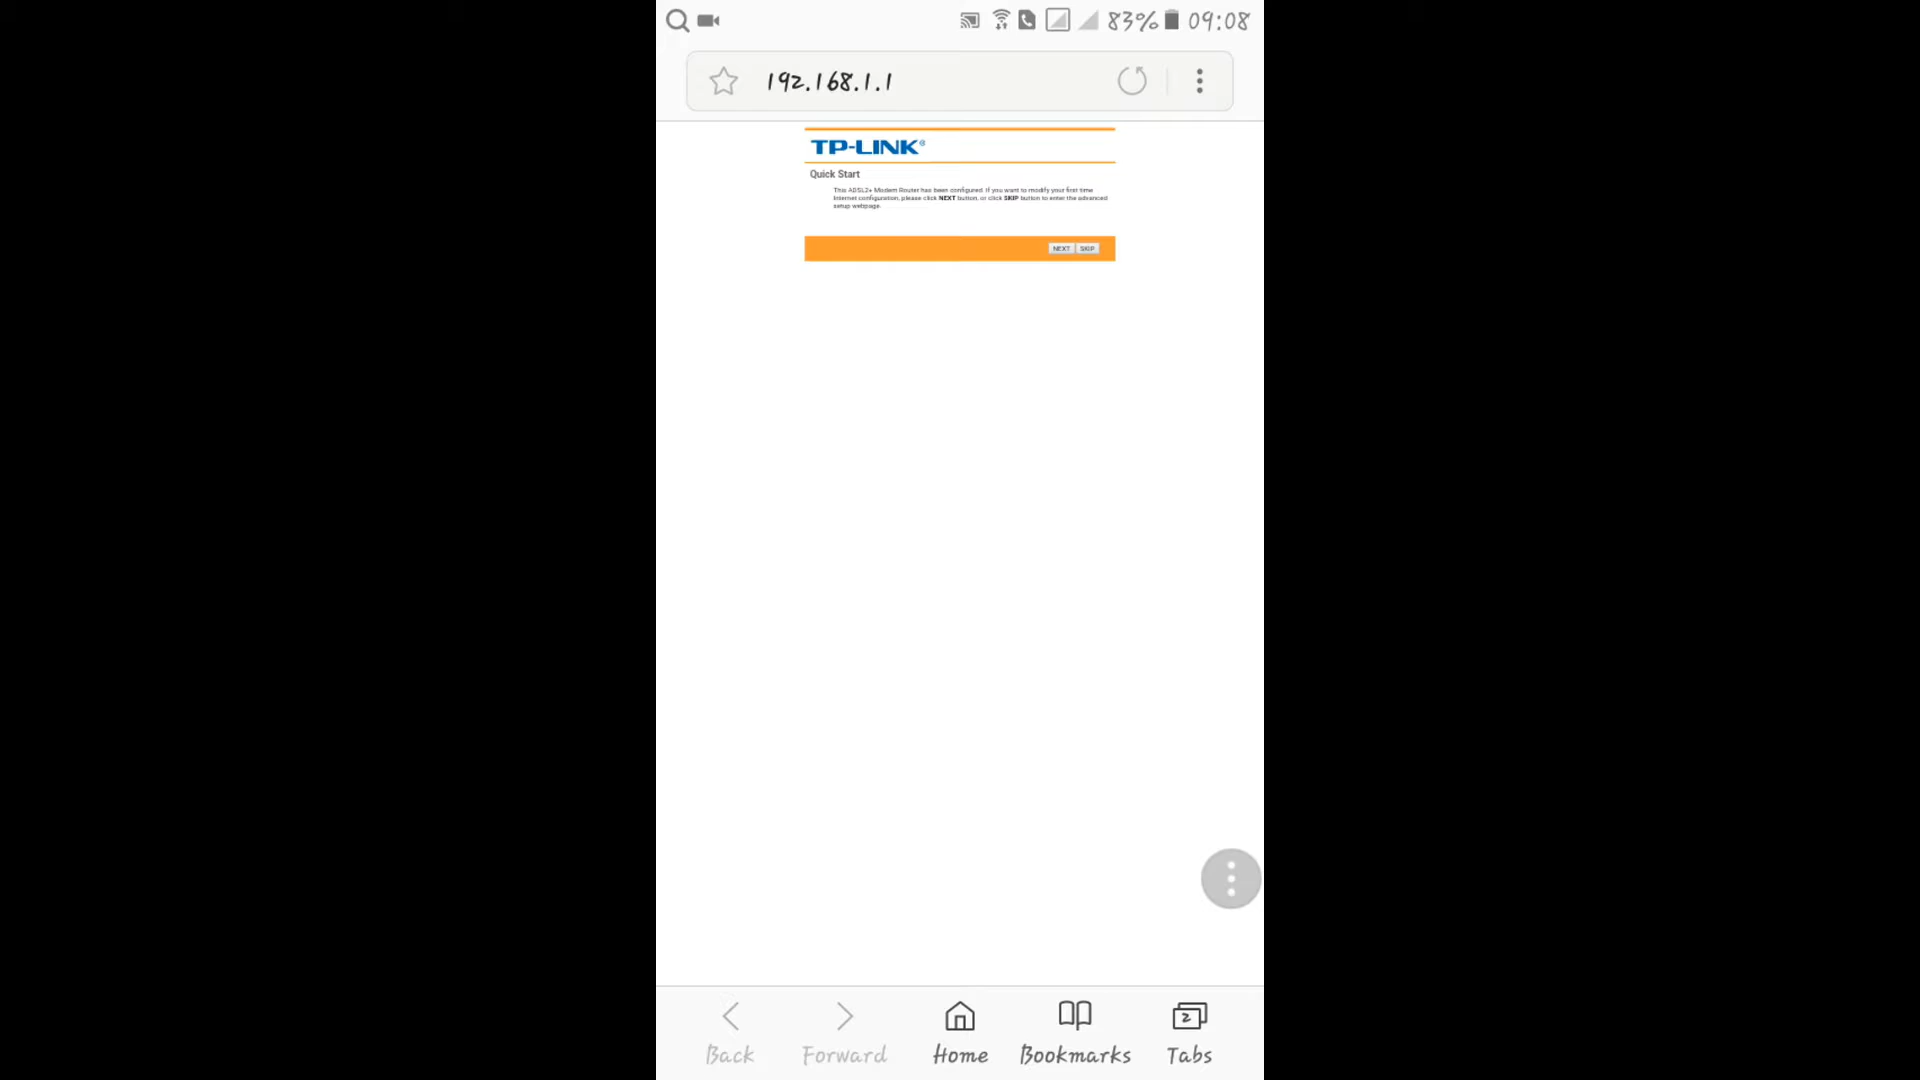 83% 09:08
192.168.1.1
TP-LINK®
Quick Start
This ADSL2+ Modem Router has been configured. If you want to modify your first time
Internet configuration, please click NEXT button, or click SKIP button to enter the advanced
setup webpage.
NEXT SKIP
2
Back Forward Home Bookmarks Tabs